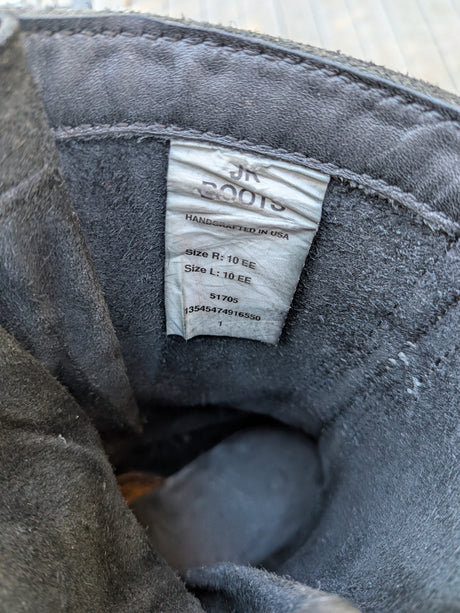 JK
BOOTS
HANDCRAFTED IN USA
Size R: 10 EE
Size L: 10 EE
51705
13545474916550
1